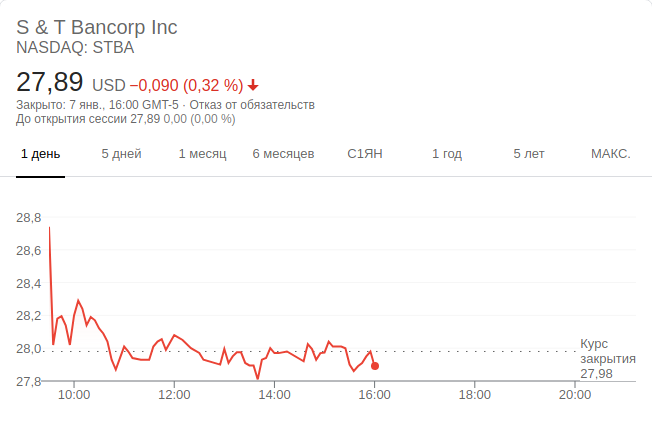 S & T Bancorp Inc
NASDAQ: STBA
27,89 USD −0,090 (0,32 %)
Закрыто: 7 янв., 16:00 GMT-5 · Отказ от обязательств
До открытия сессии 27,89 0,00 (0,00 %)
1 день 5 дней 1 месяц 6 месяцев С1ЯН 1 год 5 лет МАКС.
28,8
28,6
28,4
28,2
28,0
27,8
Курс
закрытия
27,98
10:00 12:00 14:00 16:00 18:00 20:00